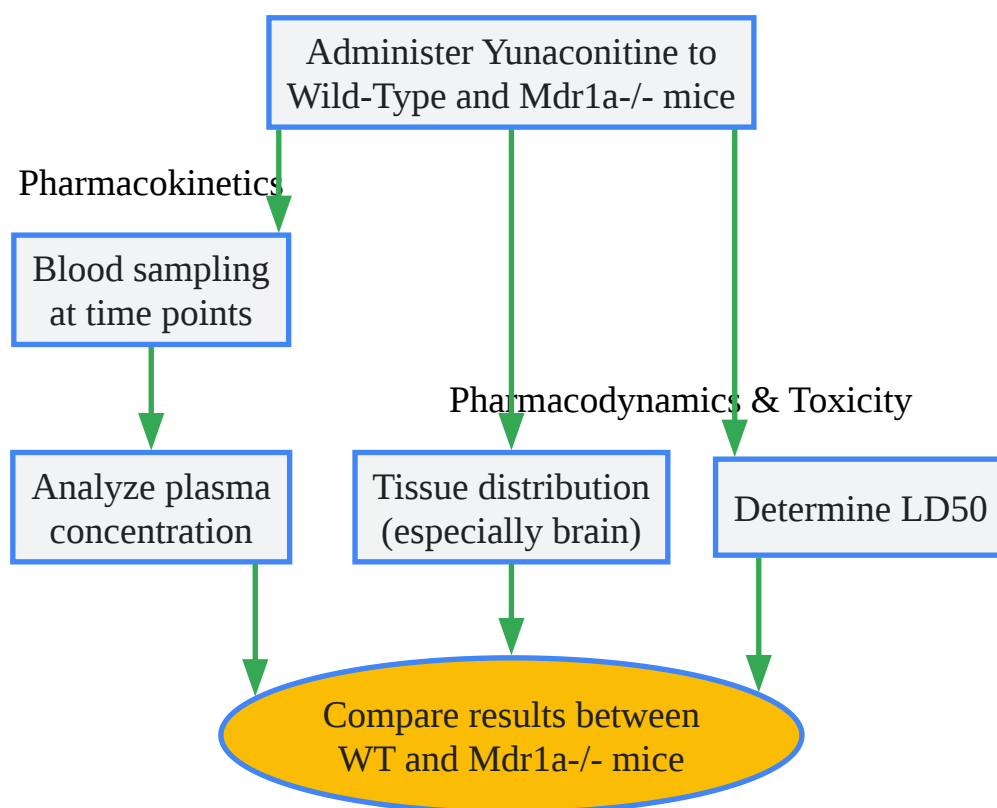 Administer Yunaconitine to
Wild-Type and Mdr1a-/- mice
Pharmacokinetics
Blood sampling
at time points
Pharmacodynamics & Toxicity
Analyze plasma
concentration
Tissue distribution
(especially brain)
Determine LD50
Compare results between
WT and Mdr1a-/- mice